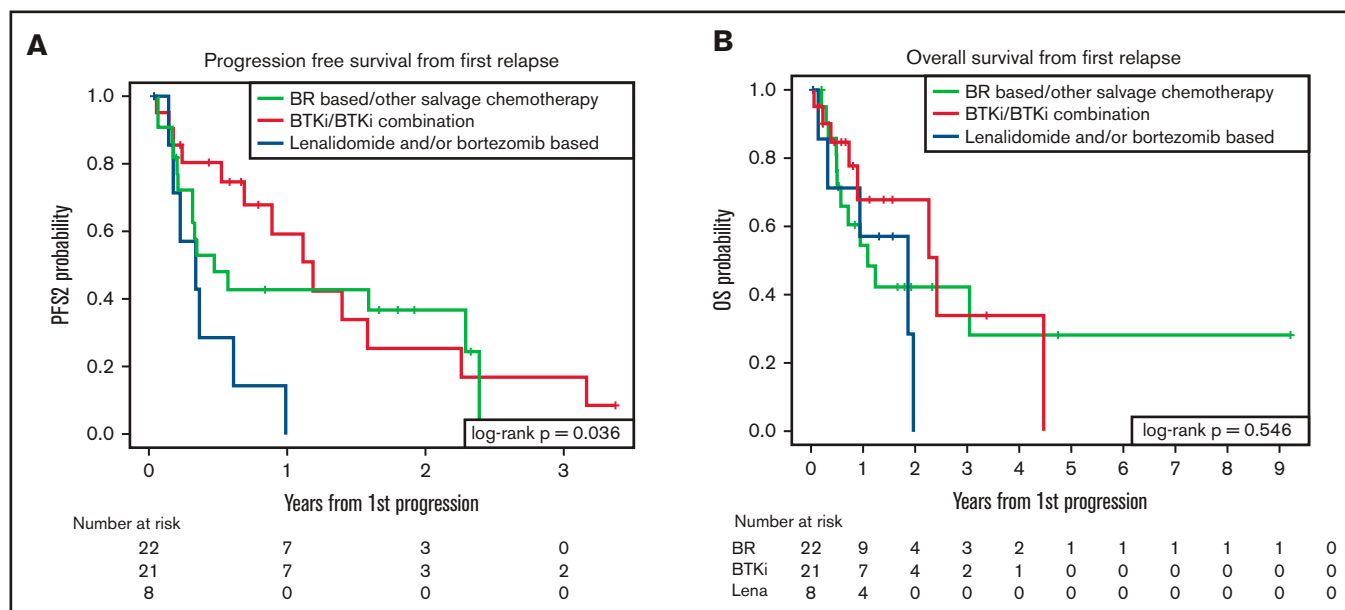 A
Progression free survival from first relapse
BR based/other salvage chemotherapy
BTKi/BTKi combination
Lenalidomide and/or bortezomib based
1.0
0.8
0.6
0.4
0.2
0.0
PFS2 probability
log-rank p = 0.036
0 1 2 3
Years from 1st progression
Number at risk
22 7 3 0
21 7 3 2
8 0 0 0
B
Overall survival from first relapse
BR based/other salvage chemotherapy
BTKi/BTKi combination
Lenalidomide and/or bortezomib based
1.0
0.8
0.6
0.4
0.2
0.0
OS probability
log-rank p = 0.546
0 1 2 3 4 5 6 7 8 9
Years from 1st progression
Number at risk
BR 22 9 4 3 2 1 1 1 1 1 0
BTKi 21 7 4 2 1 0 0 0 0 0 0
Lena 8 4 0 0 0 0 0 0 0 0 0